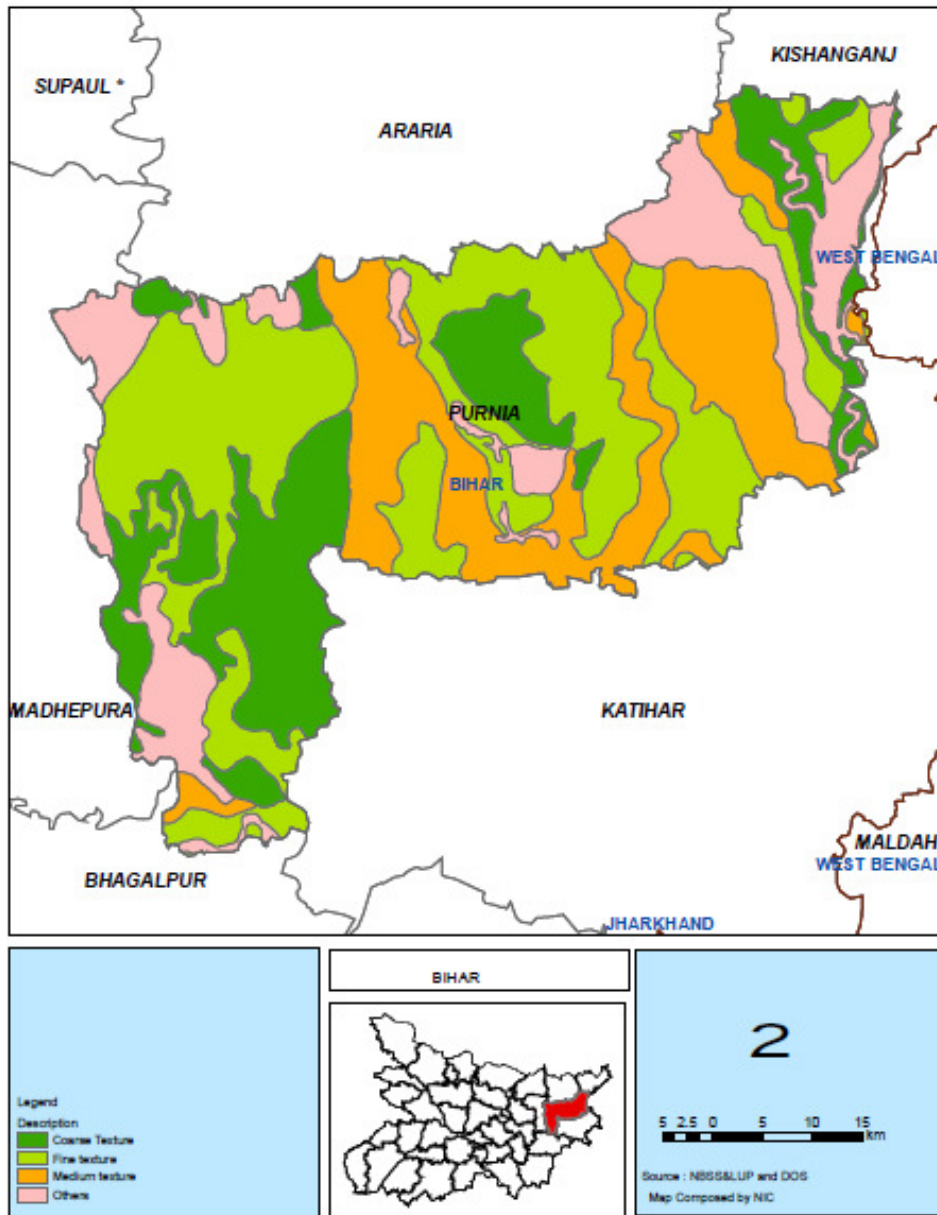 KISHANGANJ
SUPAUL *
ARARIA
WEST BENGAL
PURNIA
BIHAR
MADHEPURA
KATIHAR
MALDAH
WEST BENGAL
BHAGALPUR
JHARKHAND
BIHAR
2
Legend
Description
Coarse Texture
Fine texture
Medium texture
Others
5 2.5 0 5 10 15
km
Source : NBSS&LUP and DOS
Map Composed by NIC